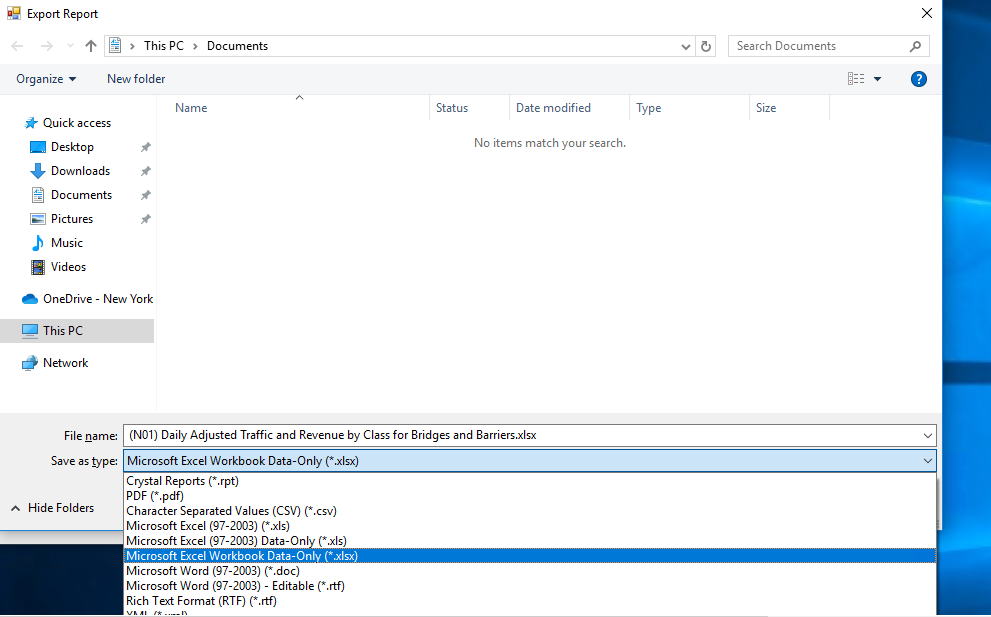 Export Report
This PC > Documents
Search Documents
Organize
New folder
?
Name
Status
Date modified
Type
Size
No items match your search.
Quick access
Desktop
Downloads
Documents
Pictures
Music
Videos
OneDrive - New York
This PC
Network
File name: (N01) Daily Adjusted Traffic and Revenue by Class for Bridges and Barriers.xlsx
Save as type: Microsoft Excel Workbook Data-Only (*.xlsx)
Hide Folders
Crystal Reports (*.rpt)
PDF (*.pdf)
Character Separated Values (CSV) (*.csv)
Microsoft Excel (97-2003) (*.xls)
Microsoft Excel (97-2003) Data-Only (*.xls)
Microsoft Excel Workbook Data-Only (*.xlsx)
Microsoft Word (97-2003) (*.doc)
Microsoft Word (97-2003) - Editable (*.rtf)
Rich Text Format (RTF) (*.rtf)
XML (*.xml)